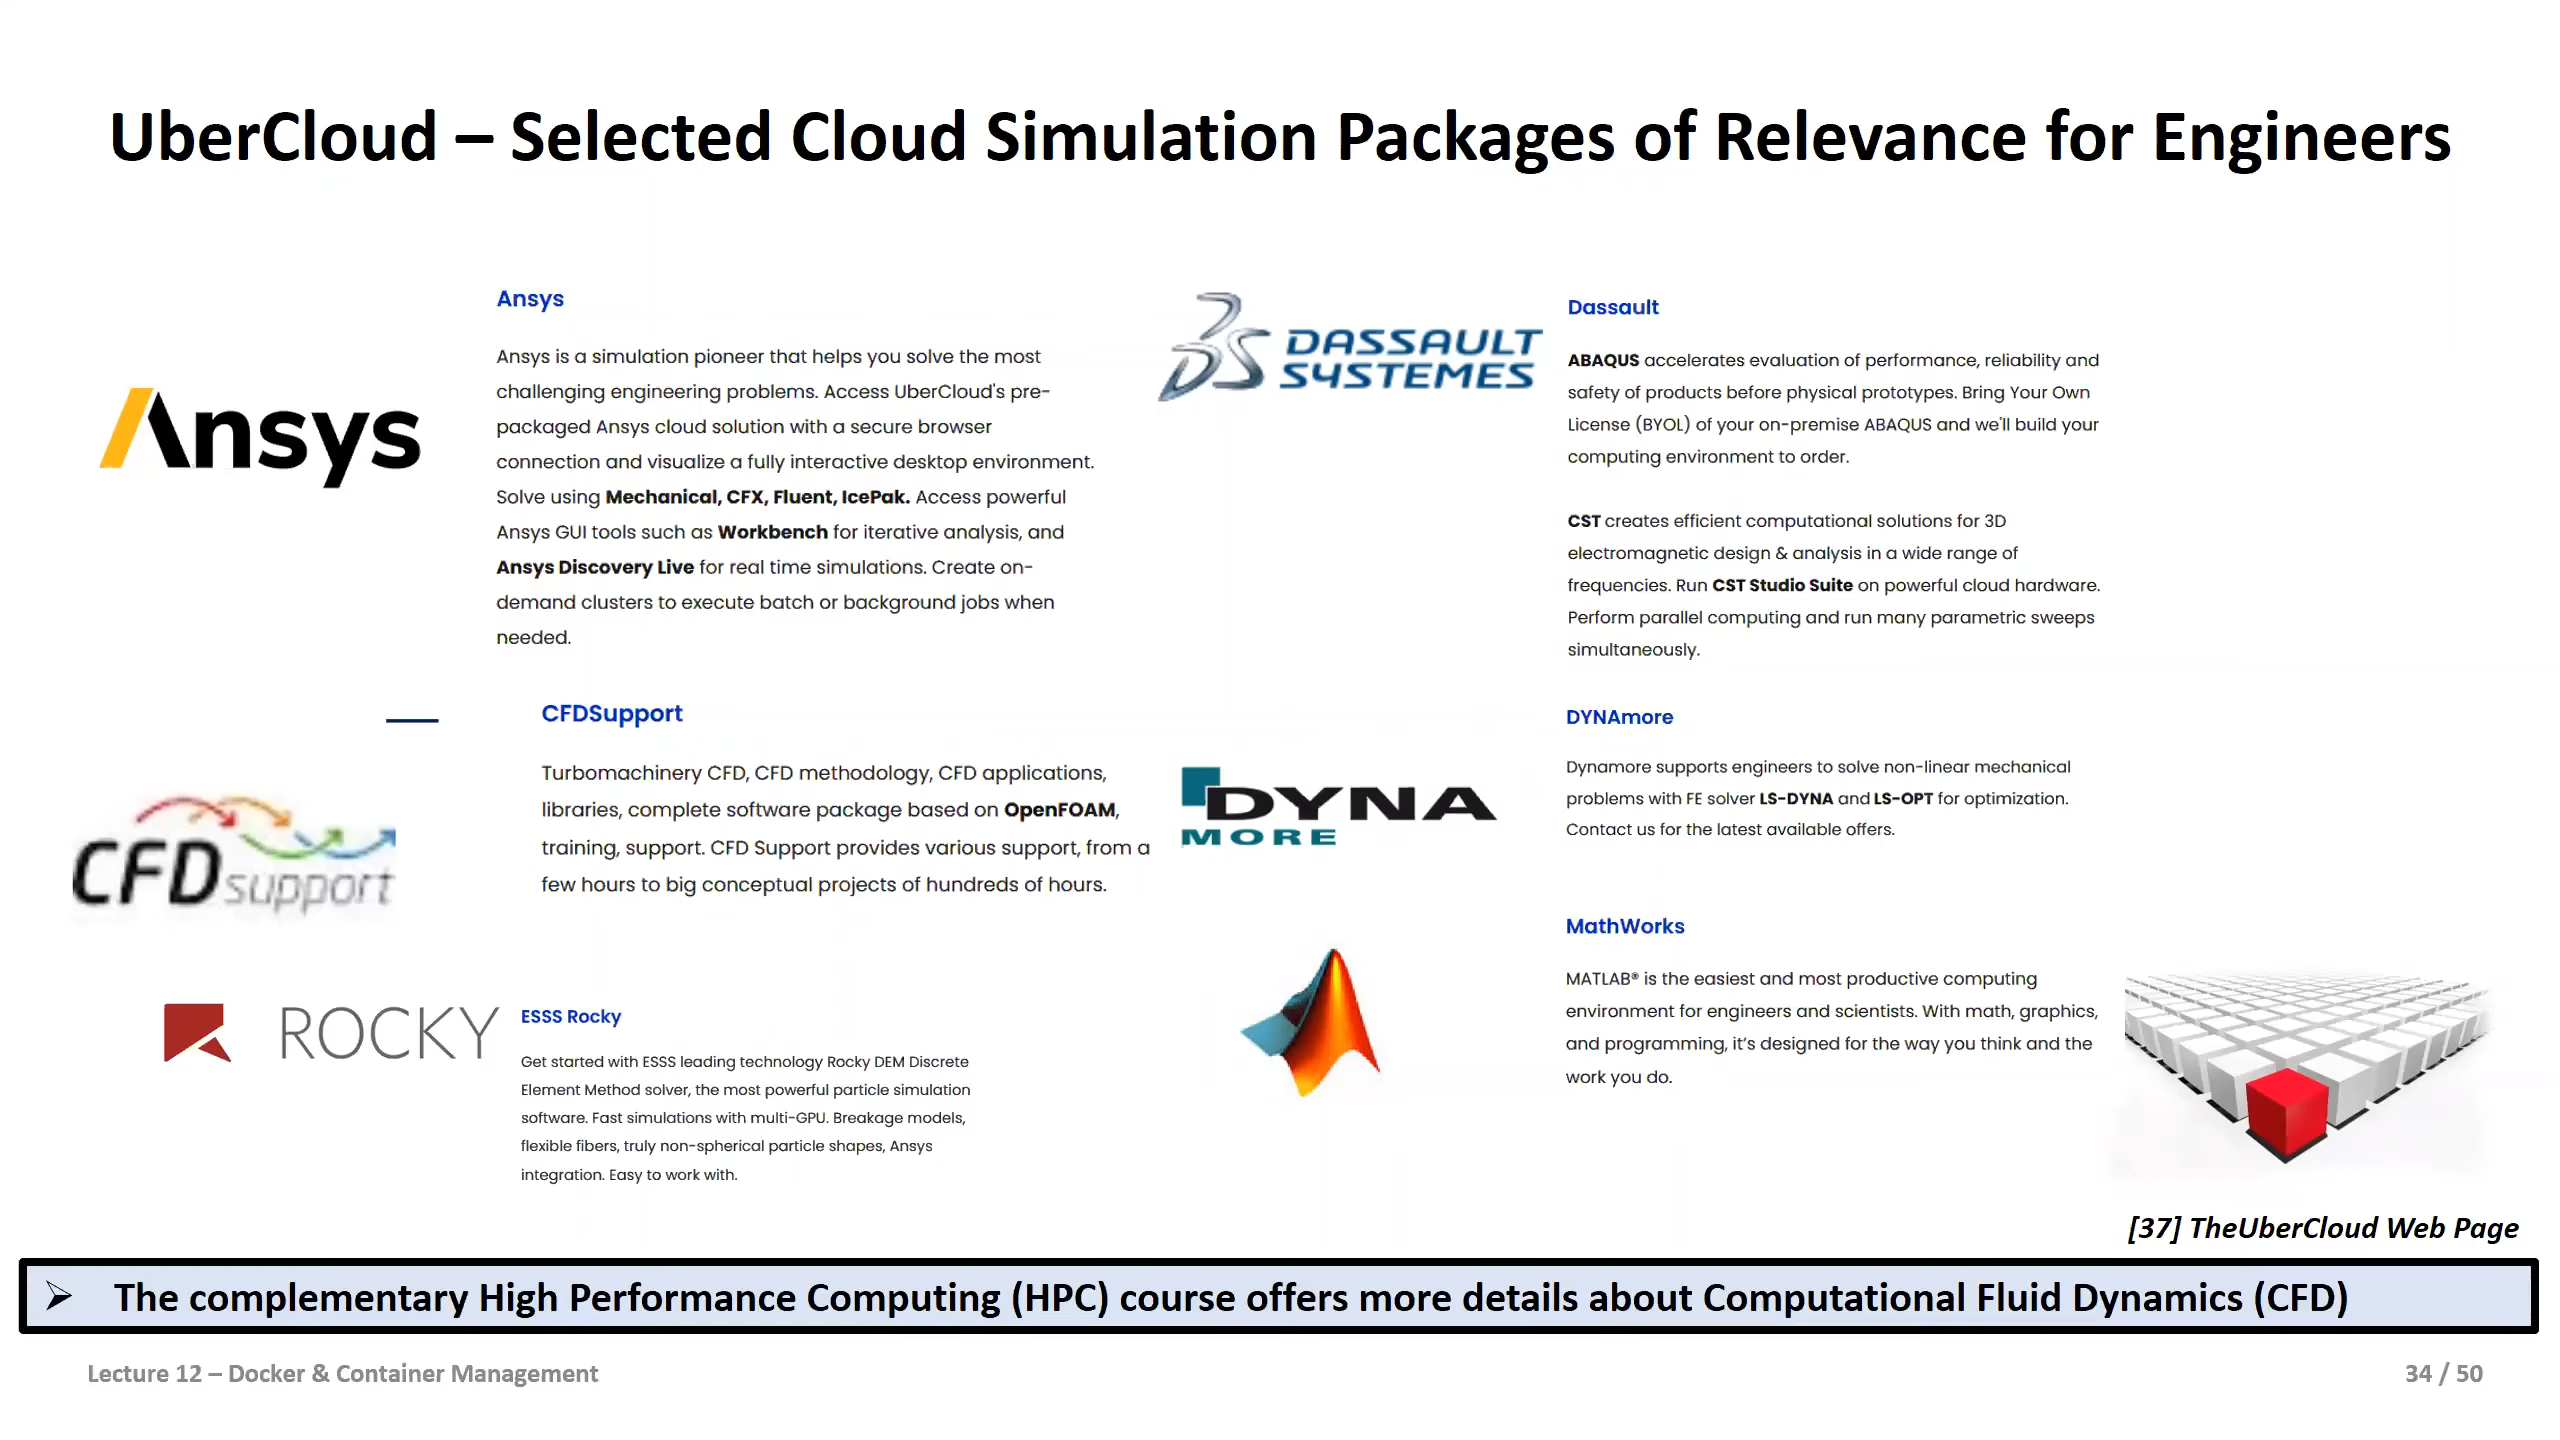 UberCloud – Selected Cloud Simulation Packages of Relevance for Engineers
Ansys
Ansys
Ansys is a simulation pioneer that helps you solve the most
challenging engineering problems. Access UberCloud's pre-
packaged Ansys cloud solution with a secure browser
connection and visualize a fully interactive desktop environment.
Solve using Mechanical, CFX, Fluent, IcePak. Access powerful
Ansys GUI tools such as Workbench for iterative analysis, and
Ansys Discovery Live for real time simulations. Create on-
demand clusters to execute batch or background jobs when
needed.
CFD support
CFDSupport
Turbomachinery CFD, CFD methodology, CFD applications,
libraries, complete software package based on OpenFOAM,
training, support. CFD Support provides various support, from a
few hours to big conceptual projects of hundreds of hours.
ROCKY
ESSS Rocky
Get started with ESSS leading technology Rocky DEM Discrete
Element Method solver, the most powerful particle simulation
software. Fast simulations with multi-GPU. Breakage models,
flexible fibers, truly non-spherical particle shapes, Ansys
integration. Easy to work with.
DASSAULT
SYSTEMES
Dassault
ABAQUS accelerates evaluation of performance, reliability and
safety of products before physical prototypes. Bring Your Own
License (BYOL) of your on-premise ABAQUS and we'll build your
computing environment to order.
CST creates efficient computational solutions for 3D
electromagnetic design & analysis in a wide range of
frequencies. Run CST Studio Suite on powerful cloud hardware.
Perform parallel computing and run many parametric sweeps
simultaneously.
DYNA
MORE
DYNAmore
Dynamore supports engineers to solve non-linear mechanical
problems with FE solver LS-DYNA and LS-OPT for optimization.
Contact us for the latest available offers.
MathWorks
MATLAB® is the easiest and most productive computing
environment for engineers and scientists. With math, graphics,
and programming, it's designed for the way you think and the
work you do.
[37] TheUberCloud Web Page
➢ The complementary High Performance Computing (HPC) course offers more details about Computational Fluid Dynamics (CFD)
Lecture 12 – Docker & Container Management
34 / 50